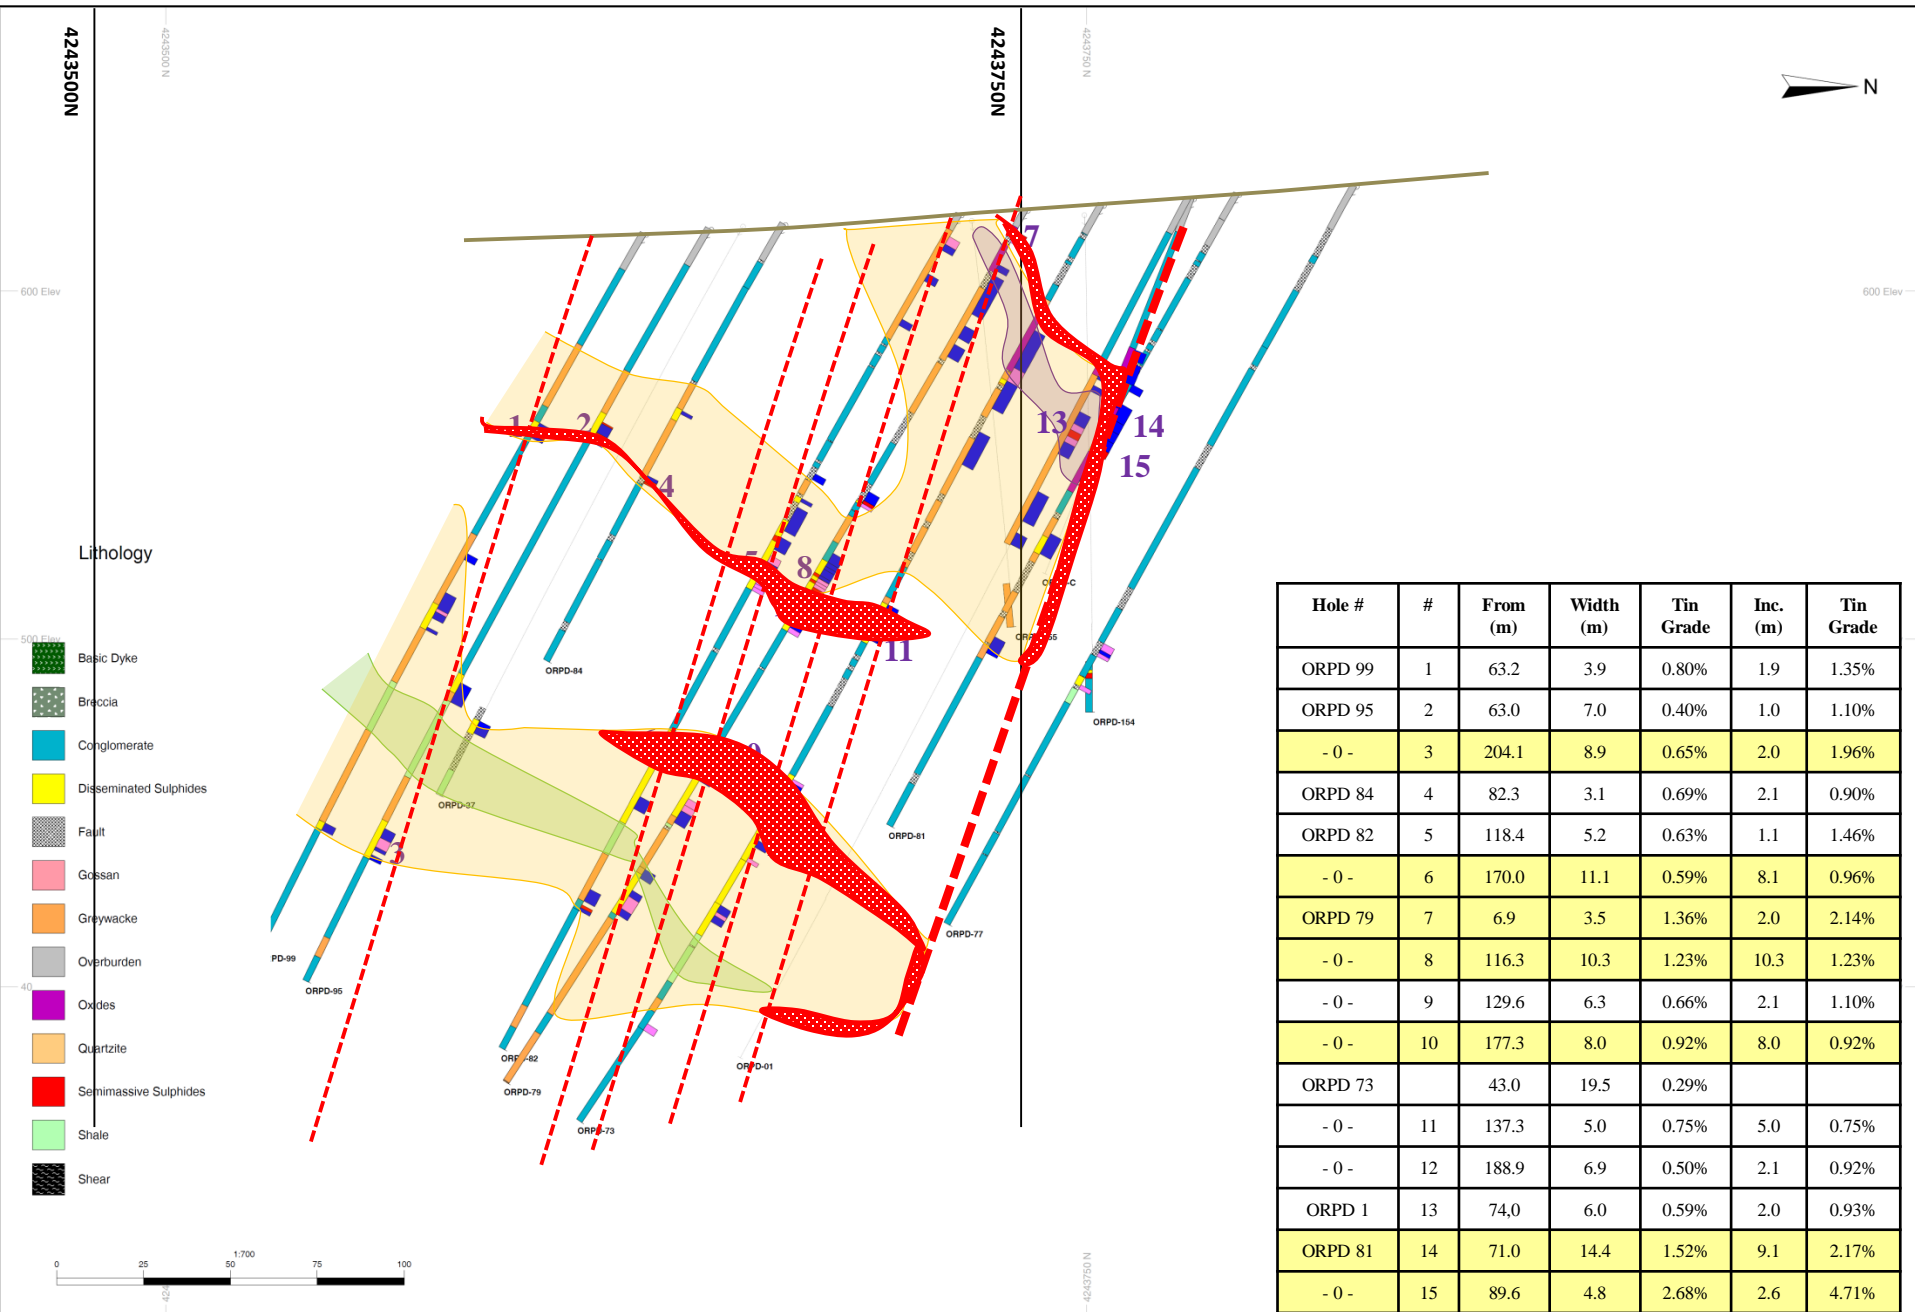 4243500N
4243500 N
4243750N
4243750 N
N
600 Elev
600 Elev
7
13
14
15
1
2
4
5
8
11
9
3
ORPD-84
ORPD-154
ORPD-37
ORPD-81
ORPD-77
PD-99
ORPD-95
ORPD-79
ORPD-73
500 Elev
40
Lithology
Basic Dyke
Breccia
Conglomerate
Disseminated Sulphides
Fault
Gossan
Greywacke
Overburden
Oxides
Quartzite
Semimassive Sulphides
Shale
Shear
1:700
0 25 50 75 100
4243750 N
Hole # # From (m) Width (m) Tin Grade Inc. (m) Tin Grade
ORPD 99 1 63.2 3.9 0.80% 1.9 1.35%
ORPD 95 2 63.0 7.0 0.40% 1.0 1.10%
- 0 - 3 204.1 8.9 0.65% 2.0 1.96%
ORPD 84 4 82.3 3.1 0.69% 2.1 0.90%
ORPD 82 5 118.4 5.2 0.63% 1.1 1.46%
- 0 - 6 170.0 11.1 0.59% 8.1 0.96%
ORPD 79 7 6.9 3.5 1.36% 2.0 2.14%
- 0 - 8 116.3 10.3 1.23% 10.3 1.23%
- 0 - 9 129.6 6.3 0.66% 2.1 1.10%
- 0 - 10 177.3 8.0 0.92% 8.0 0.92%
ORPD 73 43.0 19.5 0.29%
- 0 - 11 137.3 5.0 0.75% 5.0 0.75%
- 0 - 12 188.9 6.9 0.50% 2.1 0.92%
ORPD 1 13 74,0 6.0 0.59% 2.0 0.93%
ORPD 81 14 71.0 14.4 1.52% 9.1 2.17%
- 0 - 15 89.6 4.8 2.68% 2.6 4.71%